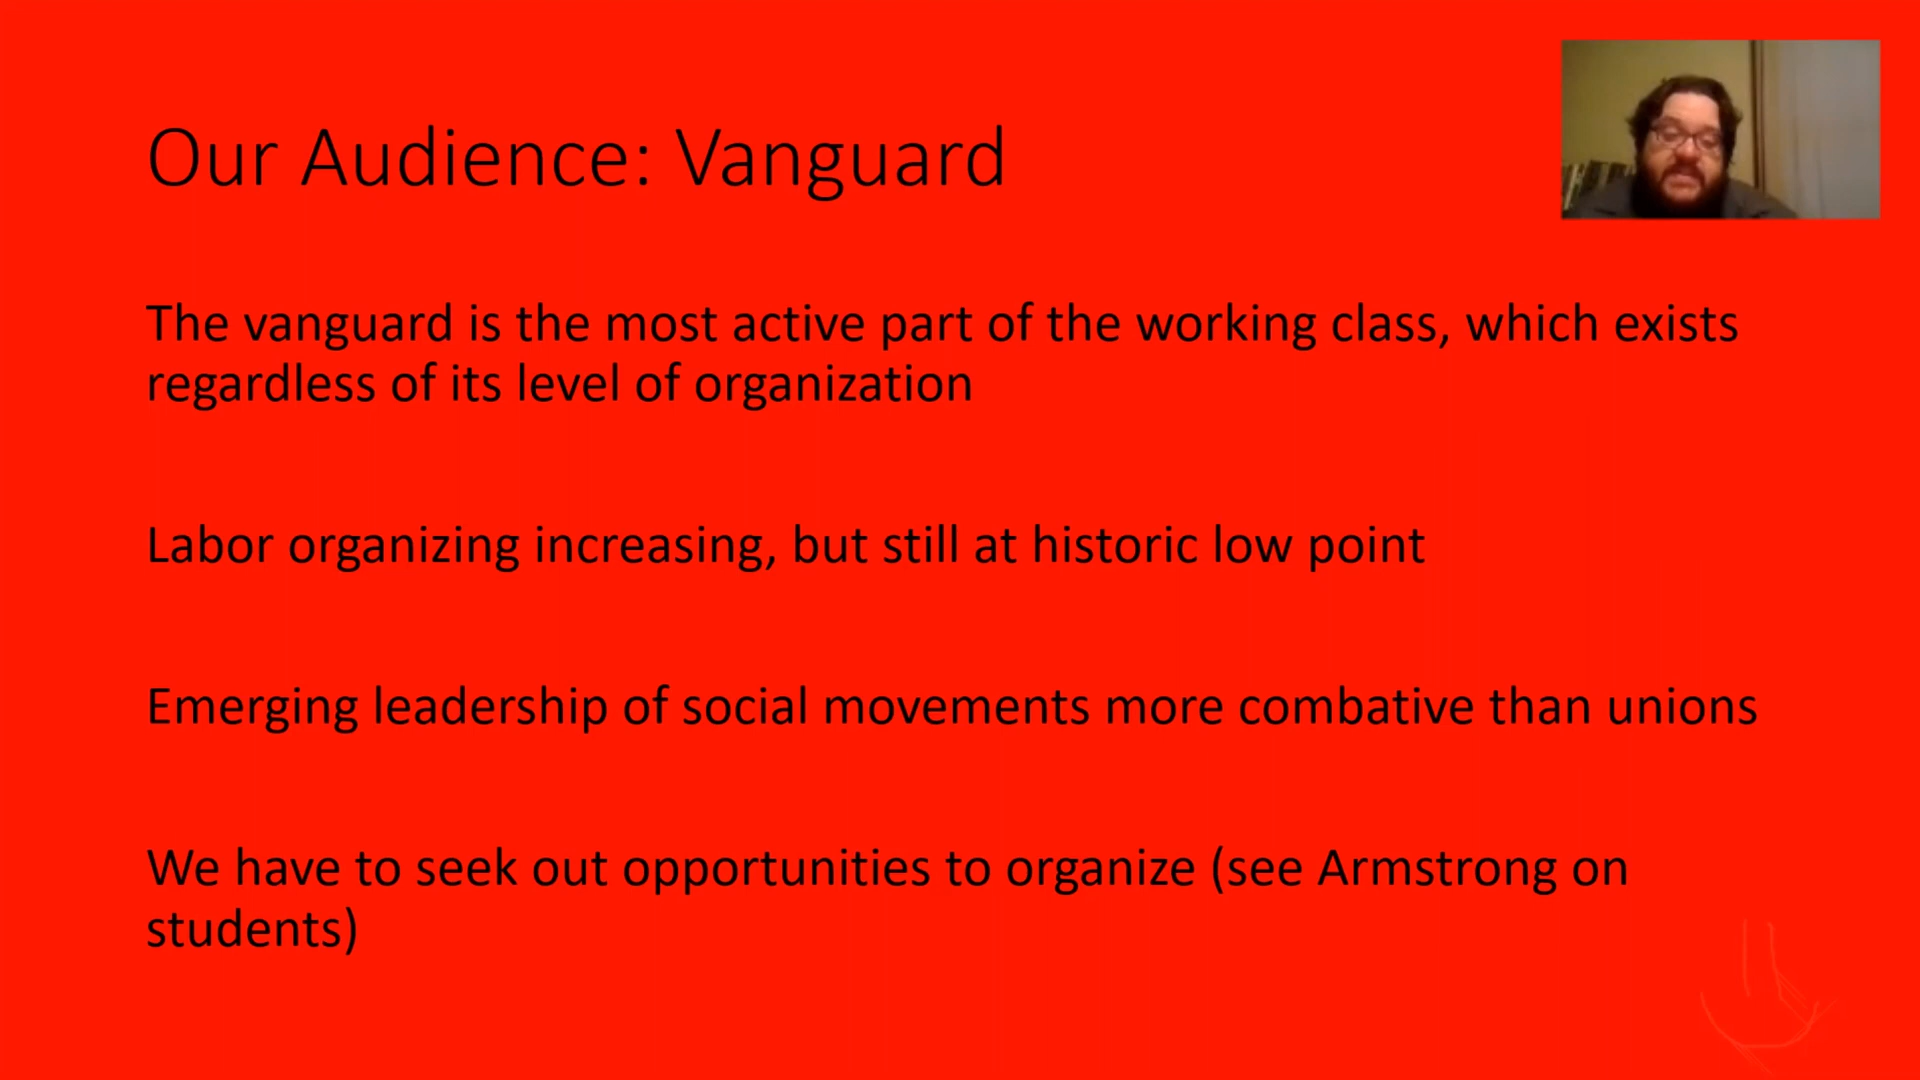 Our Audience: Vanguard
The vanguard is the most active part of the working class, which exists
regardless of its level of organization
Labor organizing increasing, but still at historic low point
Emerging leadership of social movements more combative than unions
We have to seek out opportunities to organize (see Armstrong on
students)